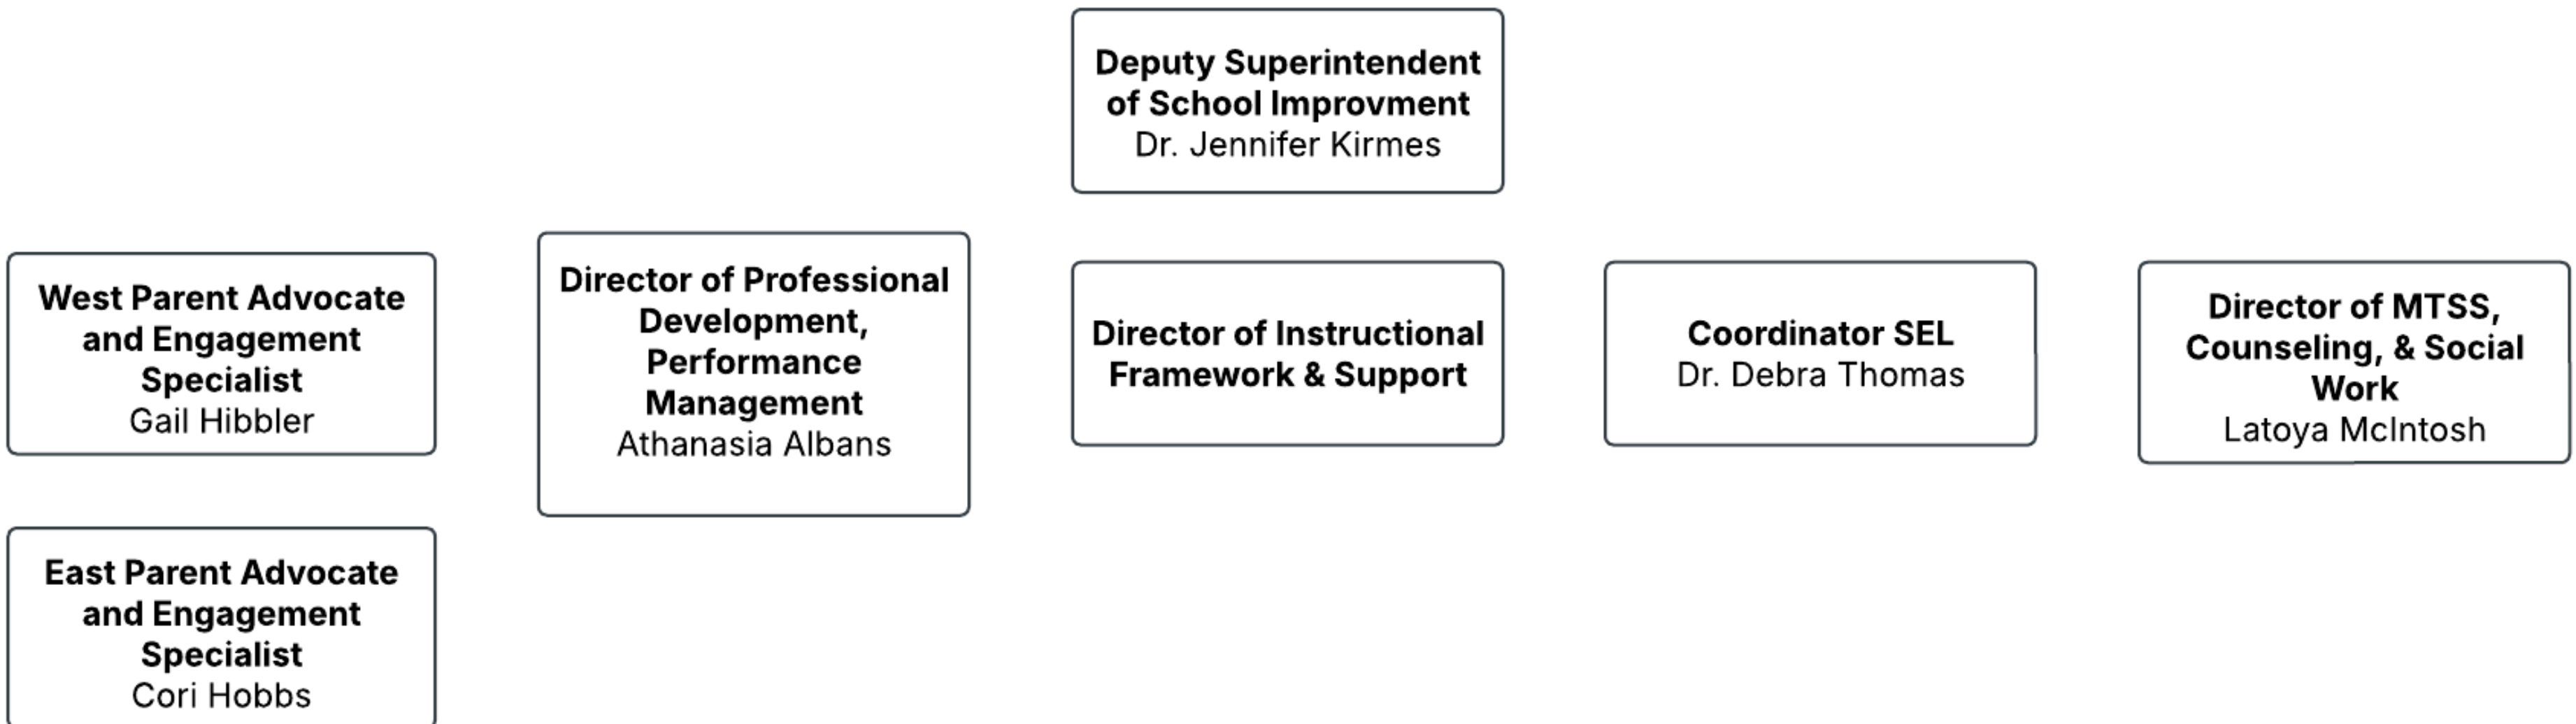 Deputy Superintendent
of School Improvment
Dr. Jennifer Kirmes
West Parent Advocate
and Engagement
Specialist
Gail Hibbler
Director of Professional
Development,
Performance
Management
Athanasia Albans
Director of Instructional
Framework & Support
Coordinator SEL
Dr. Debra Thomas
Director of MTSS,
Counseling, & Social
Work
Latoya McIntosh
East Parent Advocate
and Engagement
Specialist
Cori Hobbs